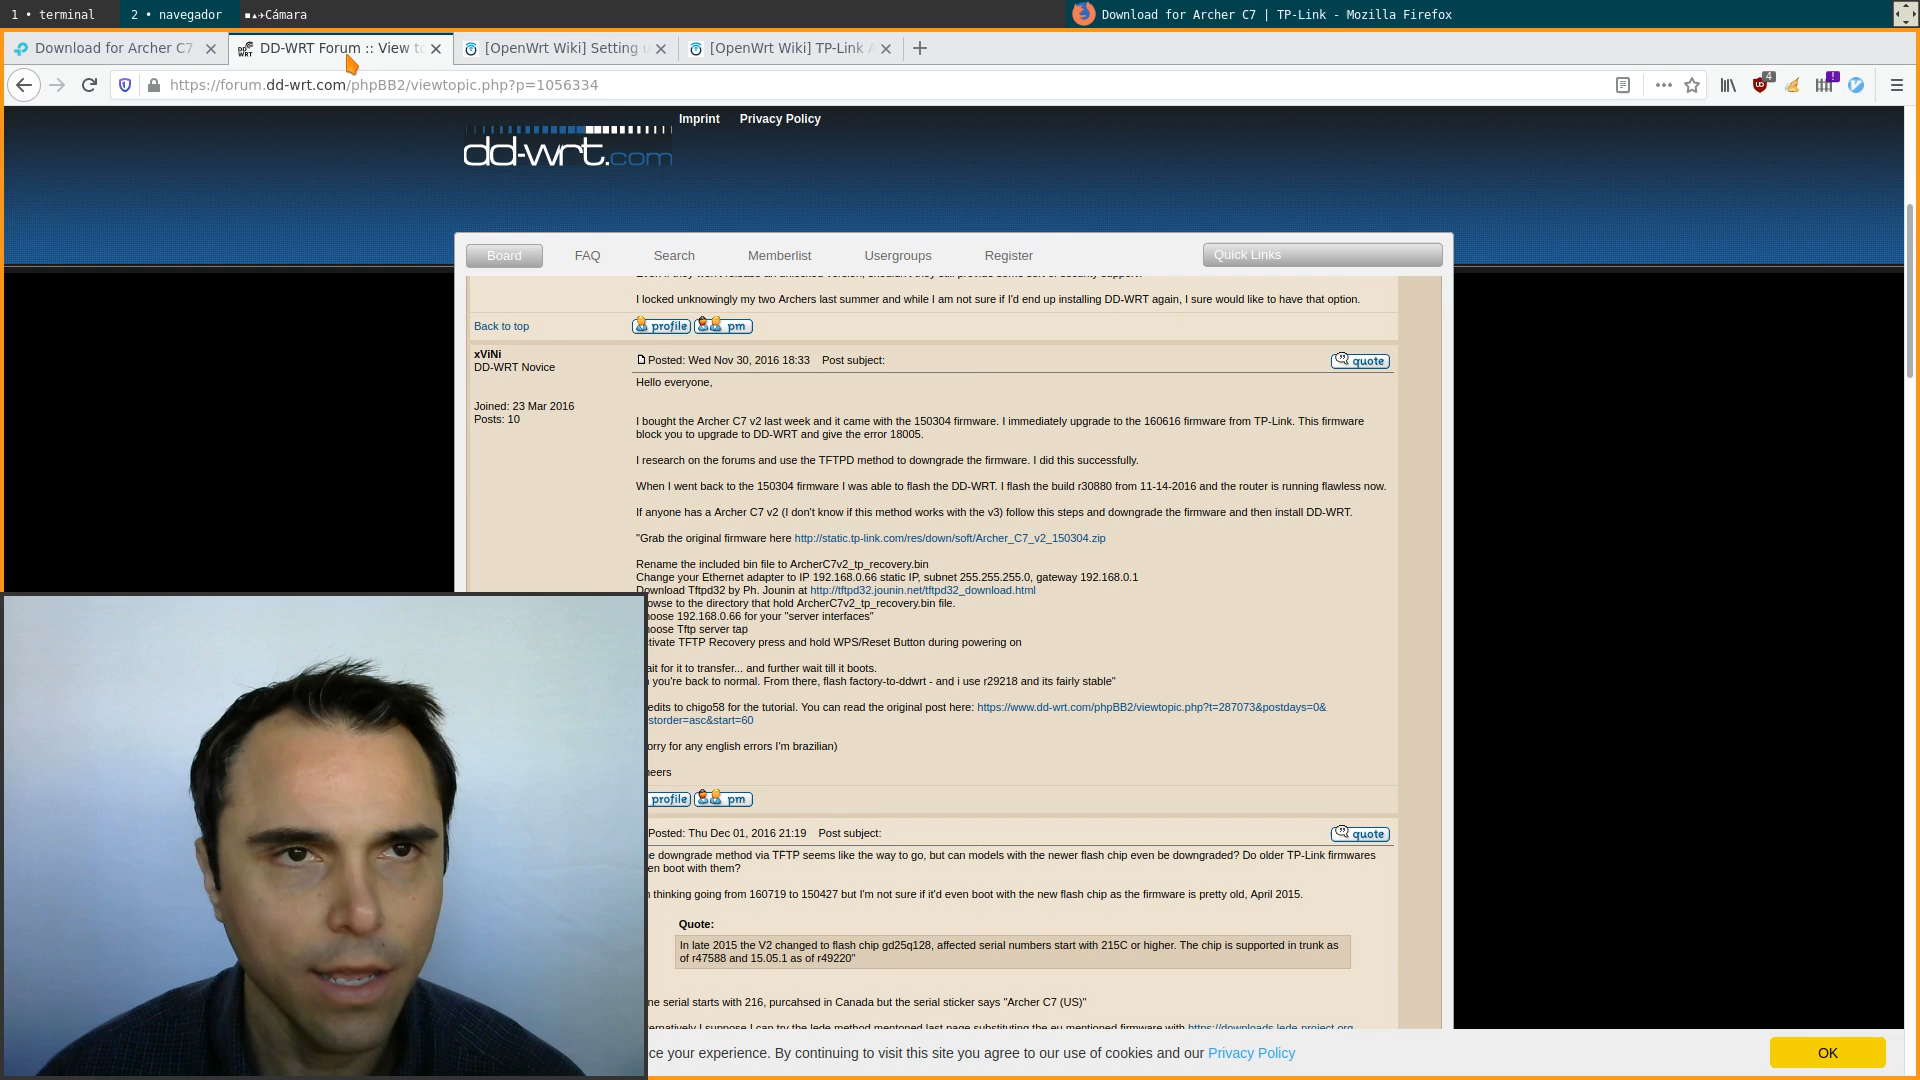 1 • terminal 2 • navegador Cámara Download for Archer C7 | TP-Link - Mozilla Firefox
Download for Archer C7 DD-WRT Forum :: View to [OpenWrt Wiki] Setting [OpenWrt Wiki] TP-Link A
https://forum.dd-wrt.com/phpBB2/viewtopic.php?p=1056334 4 !
Imprint Privacy Policy
dd-wrt.com
Board FAQ Search Memberlist Usergroups Register Quick Links
I locked unknowingly my two Archers last summer and while I am not sure if I'd end up installing DD-WRT again, I sure would like to have that option.
Back to top profile pm
xViNi
DD-WRT Novice
Joined: 23 Mar 2016
Posts: 10
Posted: Wed Nov 30, 2016 18:33 Post subject: quote
Hello everyone,
I bought the Archer C7 v2 last week and it came with the 150304 firmware. I immediately upgrade to the 160616 firmware from TP-Link. This firmware
block you to upgrade to DD-WRT and give the error 18005.
I research on the forums and use the TFTPD method to downgrade the firmware. I did this successfully.
When I went back to the 150304 firmware I was able to flash the DD-WRT. I flash the build r30880 from 11-14-2016 and the router is running flawless now.
If anyone has a Archer C7 v2 (I don't know if this method works with the v3) follow this steps and downgrade the firmware and then install DD-WRT.
"Grab the original firmware here http://static.tp-link.com/res/down/soft/Archer_C7_v2_150304.zip
Rename the included bin file to ArcherC7v2_tp_recovery.bin
Change your Ethernet adapter to IP 192.168.0.66 static IP, subnet 255.255.255.0, gateway 192.168.0.1
Download Tftpd32 by Ph. Jounin at http://tftpd32.jounin.net/tftpd32_download.html
owse to the directory that hold ArcherC7v2_tp_recovery.bin file.
oose 192.168.0.66 for your "server interfaces"
oose Tftp server tap
tivate TFTP Recovery press and hold WPS/Reset Button during powering on
ait for it to transfer... and further wait till it boots.
you're back to normal. From there, flash factory-to-ddwrt - and i use r29218 and its fairly stable"
edits to chigo58 for the tutorial. You can read the original post here: https://www.dd-wrt.com/phpBB2/viewtopic.php?t=287073&postdays=0&
storder=asc&start=60
orry for any english errors I'm brazilian)
heers
profile pm
Posted: Thu Dec 01, 2016 21:19 Post subject: quote
e downgrade method via TFTP seems like the way to go, but can models with the newer flash chip even be downgraded? Do older TP-Link firmwares
en boot with them?
thinking going from 160719 to 150427 but I'm not sure if it'd even boot with the new flash chip as the firmware is pretty old, April 2015.
Quote:
In late 2015 the V2 changed to flash chip gd25q128, affected serial numbers start with 215C or higher. The chip is supported in trunk as
of r47588 and 15.05.1 as of r49220"
ne serial starts with 216, purcahsed in Canada but the serial sticker says "Archer C7 (US)"
ternatively I suppose I can try the lede method mentoned last page substituting the eu mentioned firmware with https://downloads.lede-project.org
ce your experience. By continuing to visit this site you agree to our use of cookies and our Privacy Policy OK